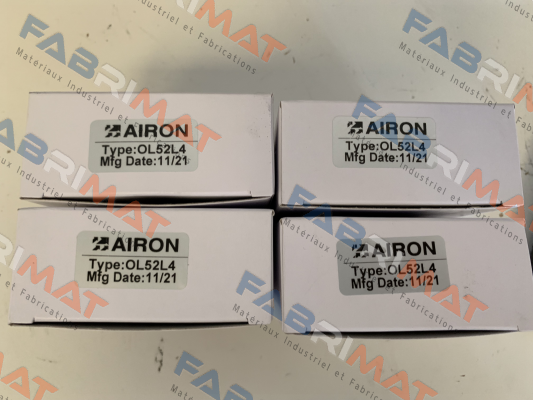 FABRIMAT
Materiaux Industriel et Fabrications
AIRON
Type:OL52L4
Mfg Date:11/21
AIRON
Type:OL52L4
Mfg Date:11/21
AIRON
Type:OL52L4
Mfg Date:11/21
AIRON
Type:OL52L4
Mfg Date:11/21